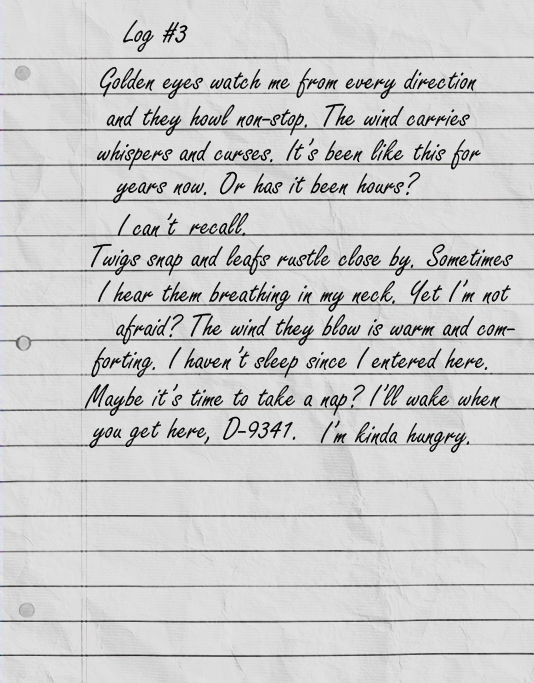 Log #3
Golden eyes watch me from every direction
and they howl non-stop. The wind carries
whispers and curses. It's been like this for
years now. Or has it been hours?
I can't recall.
Twigs snap and leafs rustle close by. Sometimes
I hear them breathing in my neck. Yet I'm not
afraid? The wind they blow is warm and com-
forting. I haven't sleep since I entered here.
Maybe it's time to take a nap? I'll wake when
you get here, D-9341. I'm kinda hungry.